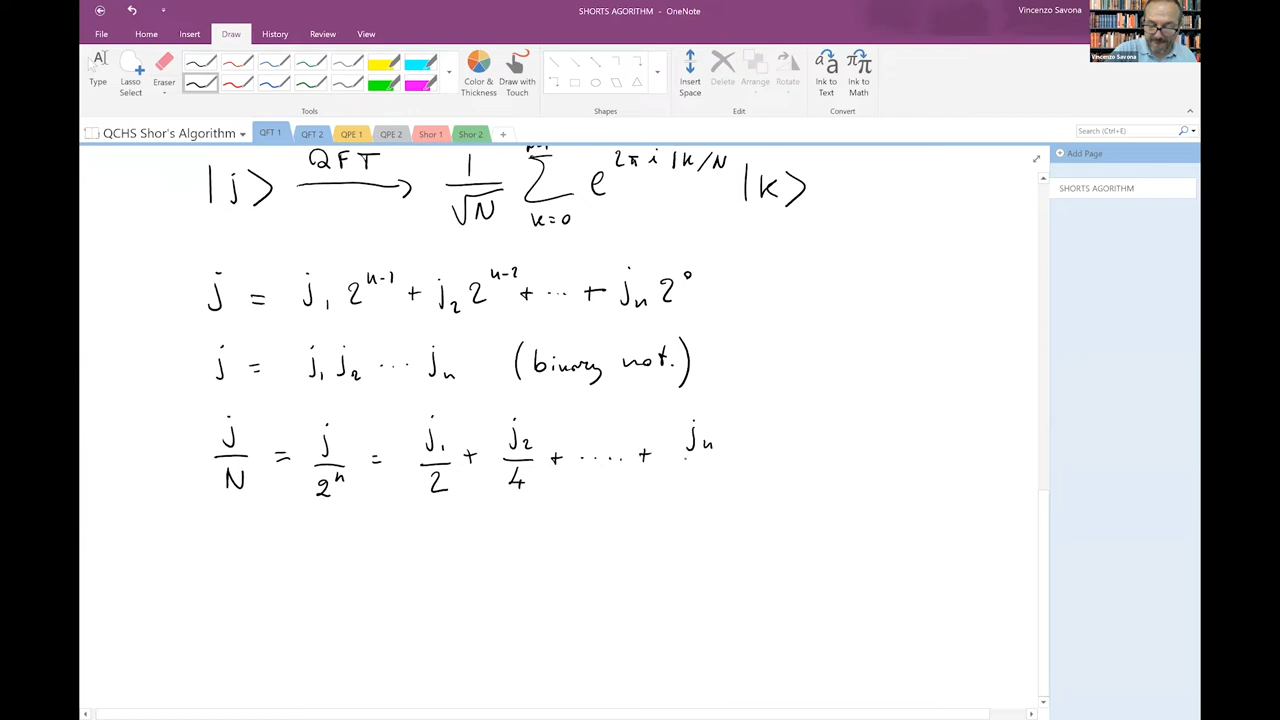 SHORTS AGORITHM - OneNote
Vincenzo Savona
File Home Insert Draw History Review View
Type
Lasso Select
Eraser
Color & Thickness
Draw with Touch
Insert Space
Delete
Arrange
Rotate
Ink to Text
Ink to Math
Tools
Shapes
Edit
Convert
Vincenzo Savona
QCHS Shor's Algorithm
QFT 1 QFT 2 QPE 1 QPE 2 Shor 1 Shor 2 +
Search (Ctrl+E)
Add Page
SHORTS AGORITHM
|j⟩ QFT → 1/√N Σ k=0 e^{2πi jk/N} |k⟩
j = j₁ 2^{n-1} + j₂ 2^{n-2} + ⋯ + jₙ 2⁰
j = j₁ j₂ ⋯ jₙ (binary not.)
j/N = j/2ⁿ = j₁/2 + j₂/4 + ..... + jₙ